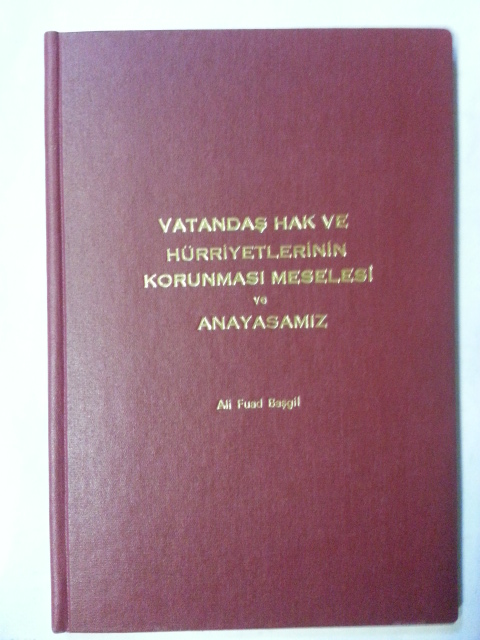 VATANDAŞ HAK VE
HÜRRİYETLERİNİN
KORUNMASI MESELESİ
ve
ANAYASAMIZ
Ali Fuad Başgil